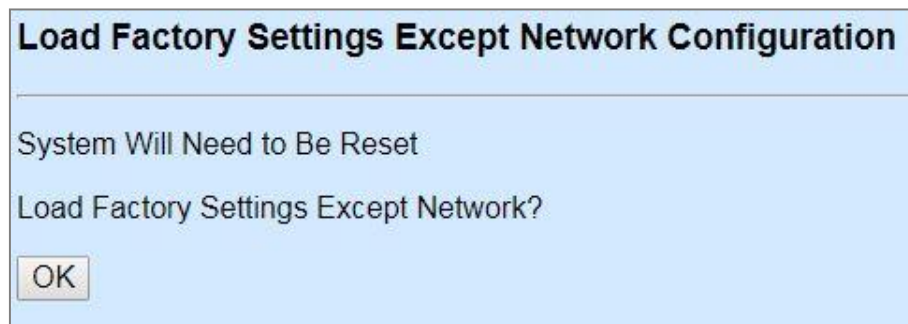 Load Factory Settings Except Network Configuration
System Will Need to Be Reset
Load Factory Settings Except Network?
OK